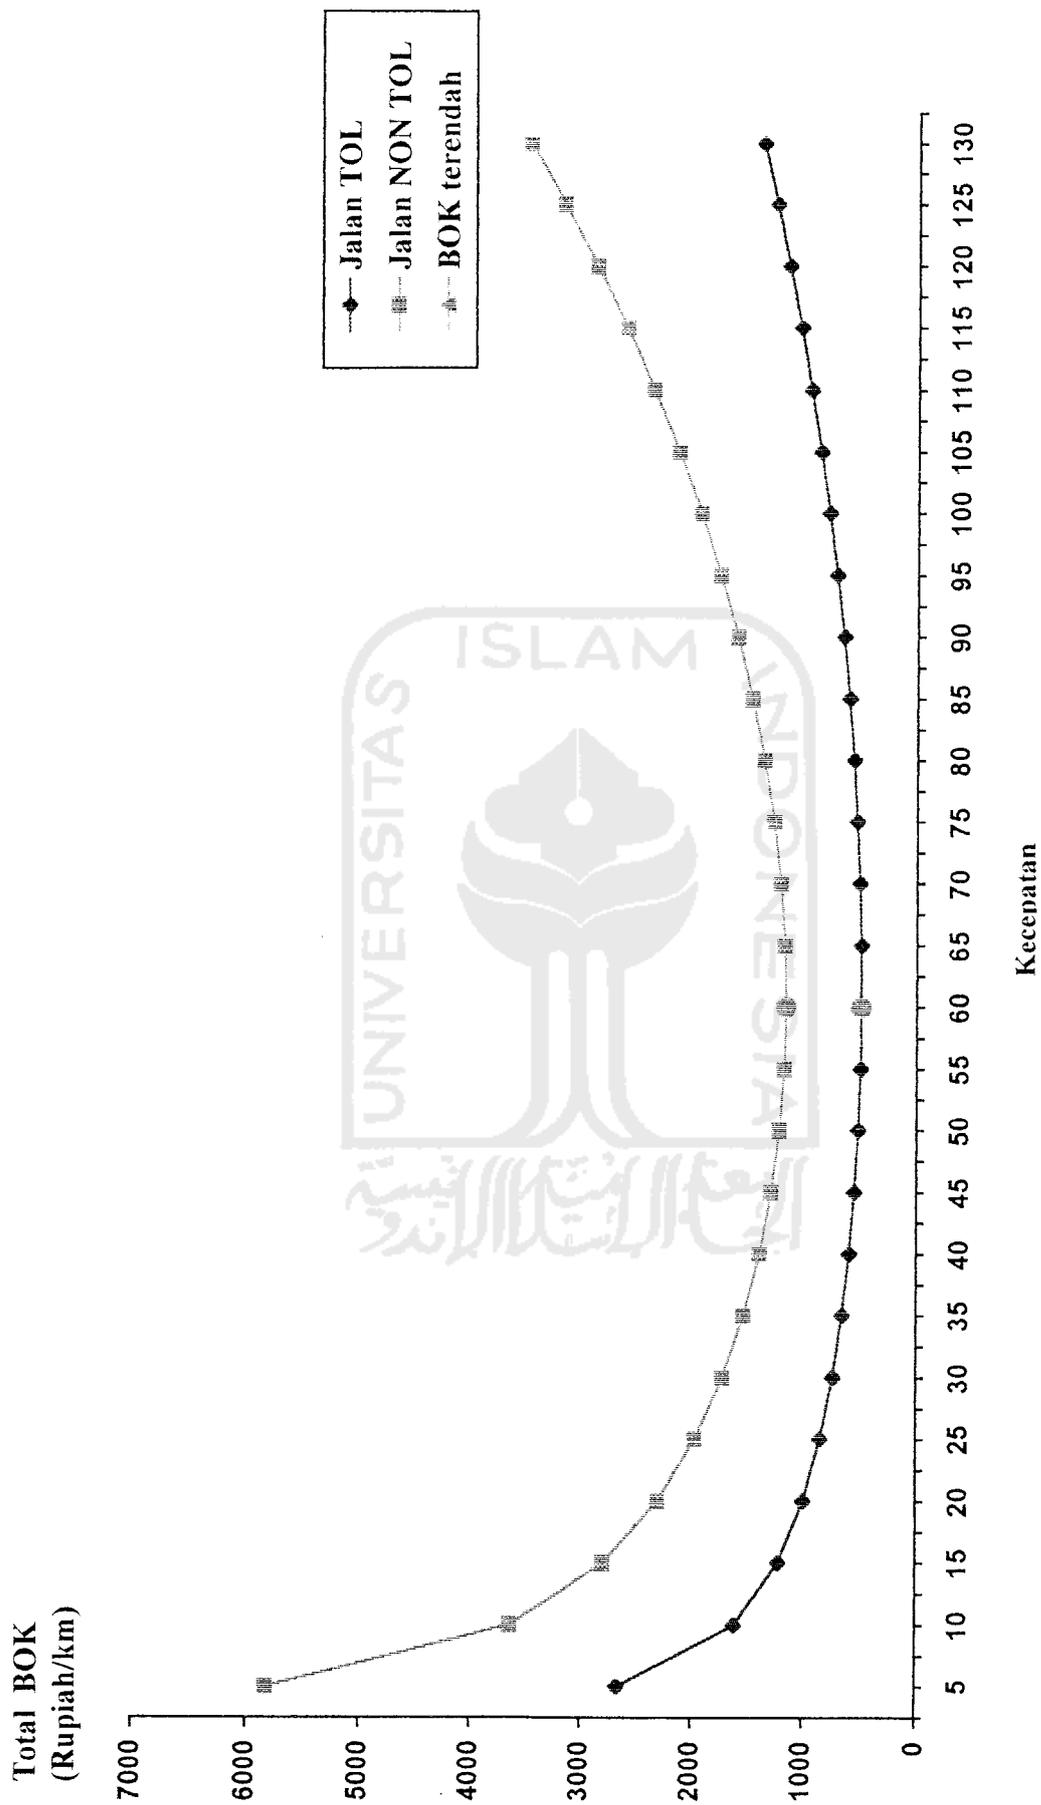 Total BOK
(Rupiah/km)
7000
6000
5000
4000
3000
2000
1000
0
5 10 15 20 25 30 35 40 45 50 55 60 65 70 75 80 85 90 95 100 105 110 115 120 125 130
Kecepatan
Jalan TOL
Jalan NON TOL
BOK terendah
UNIVERSITAS
ISLAM
INDONESIA